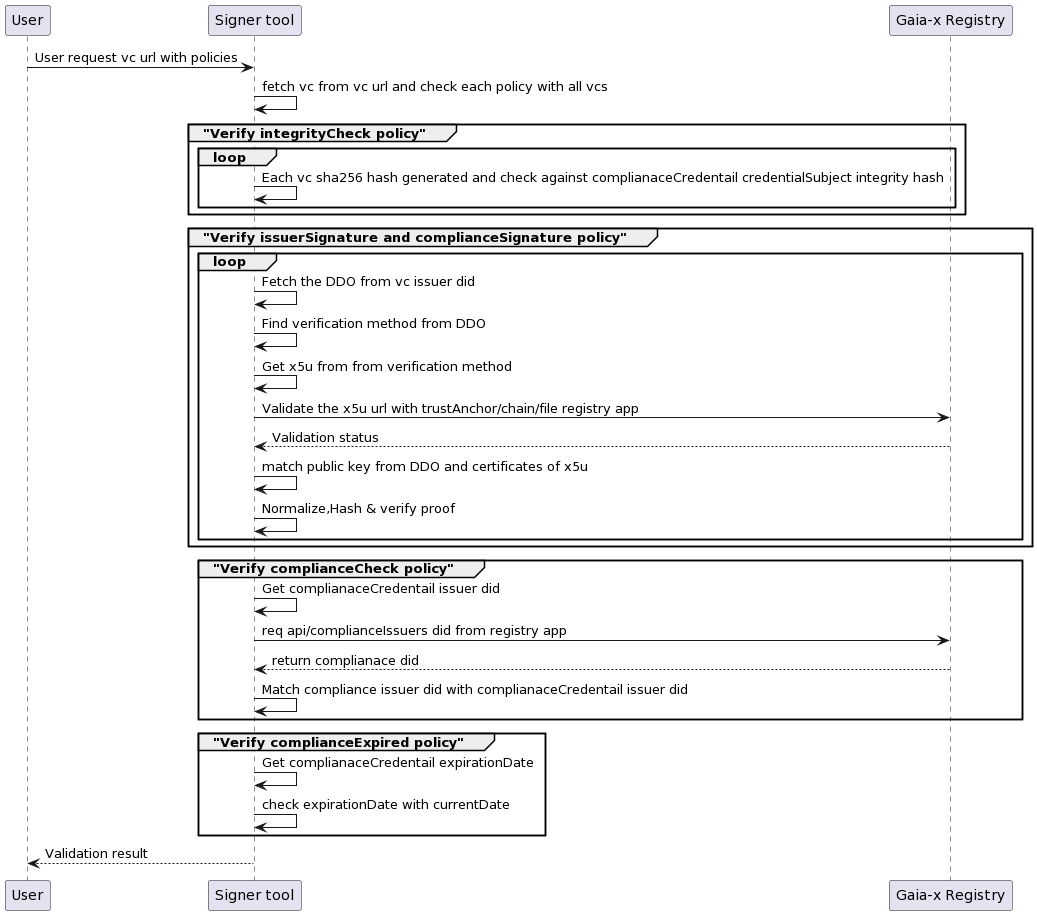 User
Signer tool
Gaia-x Registry
User request vc url with policies
fetch vc from vc url and check each policy with all vcs
"Verify integrityCheck policy"
loop
Each vc sha256 hash generated and check against complianaceCredentail credentialSubject integrity hash
"Verify issuerSignature and complianceSignature policy"
loop
Fetch the DDO from vc issuer did
Find verification method from DDO
Get x5u from from verification method
Validate the x5u url with trustAnchor/chain/file registry app
Validation status
match public key from DDO and certificates of x5u
Normalize,Hash & verify proof
"Verify complianceCheck policy"
Get complianaceCredentail issuer did
req api/complianceIssuers did from registry app
return complianace did
Match compliance issuer did with complianaceCredentail issuer did
"Verify complianceExpired policy"
Get complianaceCredentail expirationDate
check expirationDate with currentDate
Validation result
User
Signer tool
Gaia-x Registry